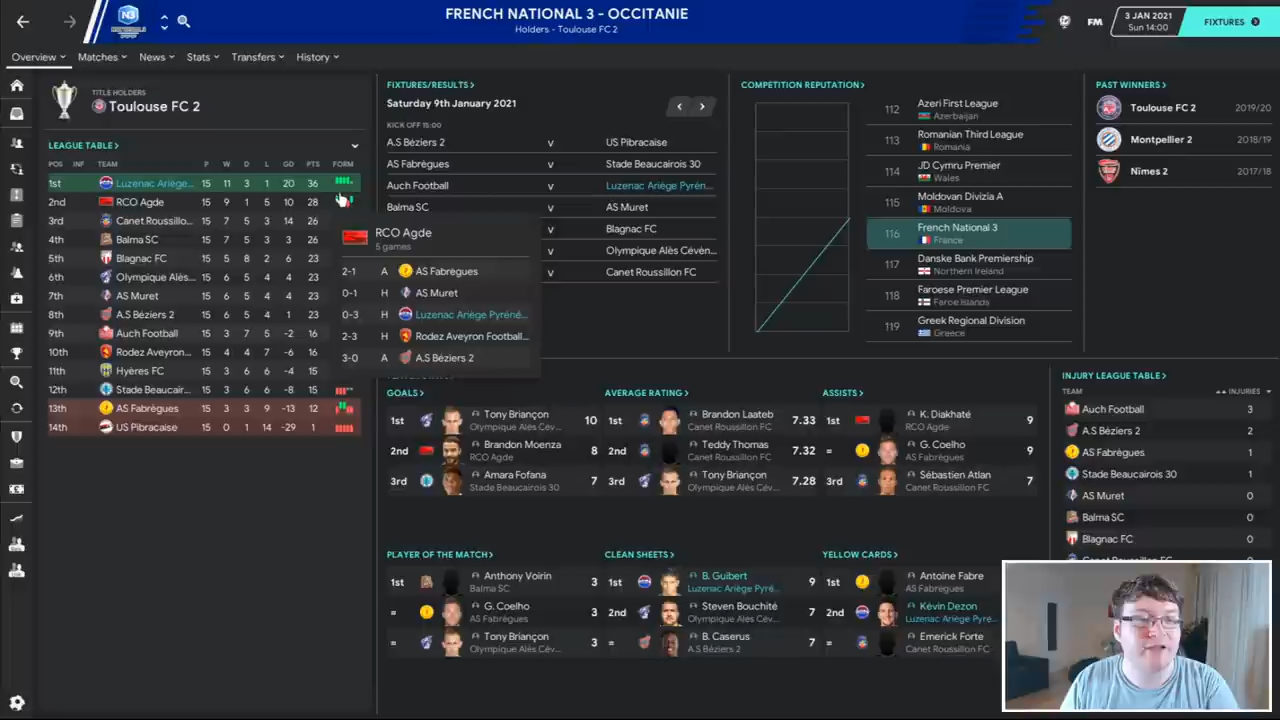 FRENCH NATIONAL 3 - OCCITANIE
Holders - Toulouse FC 2
FM
3 JAN 2021
Sun 14:00
FIXTURES
Overview
Matches
News
Stats
Transfers
History
TITLE HOLDERS
Toulouse FC 2
LEAGUE TABLE >
POS INF TEAM P W D L GD PTS FORM
1st Luzenac Ariège... 15 11 3 1 20 36
2nd RCO Agde 15 9 1 5 10 28
3rd Canet Roussillo... 15 7 5 3 14 26
4th Balma SC 15 7 5 3 3 26
5th Blagnac FC 15 5 8 2 6 23
6th Olympique Alès... 15 6 5 4 4 23
7th AS Muret 15 6 5 4 4 23
8th A.S Béziers 2 15 6 5 4 1 23
9th Auch Football 15 3 7 5 -2 16
10th Rodez Aveyron... 15 4 4 7 -6 16
11th Hyères FC 15 3 6 6 -4 15
12th Stade Beaucair... 15 3 6 6 -8 15
13th AS Fabrègues 15 3 3 9 -13 12
14th US Pibracaise 15 0 1 14 -29 1
FIXTURES/RESULTS >
Saturday 9th January 2021
KICK OFF 15:00
A.S Béziers 2 v US Pibracaise
AS Fabrègues v Stade Beaucairois 30
Auch Football v Luzenac Ariège Pyrén...
Balma SC v AS Muret
v Blagnac FC
v Olympique Alès Cévèn...
v Canet Roussillon FC
RCO Agde
5 games
2-1 A AS Fabrègues
0-1 H AS Muret
0-3 H Luzenac Ariège Pyréné...
2-3 H Rodez Aveyron Football...
3-0 A A.S Béziers 2
COMPETITION REPUTATION >
112 Azeri First League
Azerbaijan
113 Romanian Third League
Romania
114 JD Cymru Premier
Wales
115 Moldovan Divizia A
Moldova
116 French National 3
France
117 Danske Bank Premiership
Northern Ireland
118 Faroese Premier League
Faroe Islands
119 Greek Regional Division
Greece
PAST WINNERS >
Toulouse FC 2 2019/20
Montpellier 2 2018/19
Nîmes 2 2017/18
GOALS >
1st Tony Briançon 10
Olympique Alès Cév...
2nd Brandon Moenza 8
RCO Agde
3rd Amara Fofana 7
Stade Beaucairois 30
AVERAGE RATING >
1st Brandon Laateb 7.33
Canet Roussillon FC
2nd Teddy Thomas 7.32
Canet Roussillon FC
3rd Tony Briançon 7.28
Olympique Alès Cév...
ASSISTS >
1st K. Diakhaté 9
RCO Agde
= G. Coelho 9
AS Fabrègues
3rd Sébastien Atlan 7
Canet Roussillon FC
PLAYER OF THE MATCH >
1st Anthony Voirin 3
Balma SC
= G. Coelho 3
AS Fabrègues
= Tony Briançon 3
Olympique Alès Cév...
CLEAN SHEETS >
1st B. Guibert 9
Luzenac Ariège Pyré...
2nd Steven Bouchité 7
Olympique Alès Cév...
= B. Caserus 7
A.S Béziers 2
YELLOW CARDS >
1st Antoine Fabre
AS Fabrègues
2nd Kévin Dezon
Luzenac Ariège Pyré...
= Emerick Forte
Canet Roussillon FC
INJURY LEAGUE TABLE >
TEAM INJURIES
Auch Football 3
A.S Béziers 2 2
AS Fabrègues 1
Stade Beaucairois 30 1
AS Muret 0
Balma SC 0
Blagnac FC 0